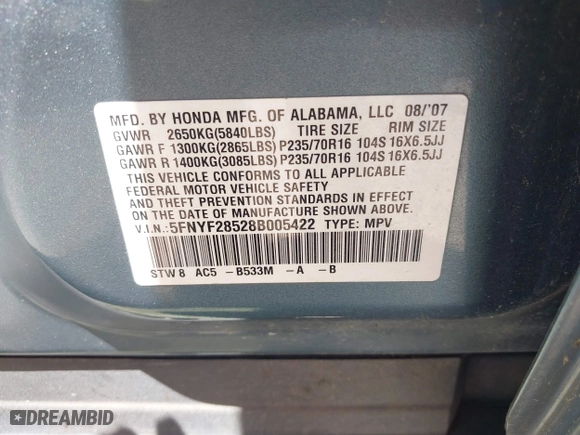 MFD. BY HONDA MFG. OF ALABAMA, LLC 08/'07
GVWR 2650KG(5840LBS) TIRE SIZE RIM SIZE
GAWR F 1300KG(2865LBS) P235/70R16 104S 16X6.5JJ
GAWR R 1400KG(3085LBS) P235/70R16 104S 16X6.5JJ
THIS VEHICLE CONFORMS TO ALL APPLICABLE
FEDERAL MOTOR VEHICLE SAFETY
AND THEFT PREVENTION STANDARDS IN EFFECT
ON THE DATE OF MANUFACTURE SHOWN ABOVE.
V.I.N.: 5FNYF28528B005422 TYPE: MPV
STW 8 AC5 -B533M -A -B
DREAMBID